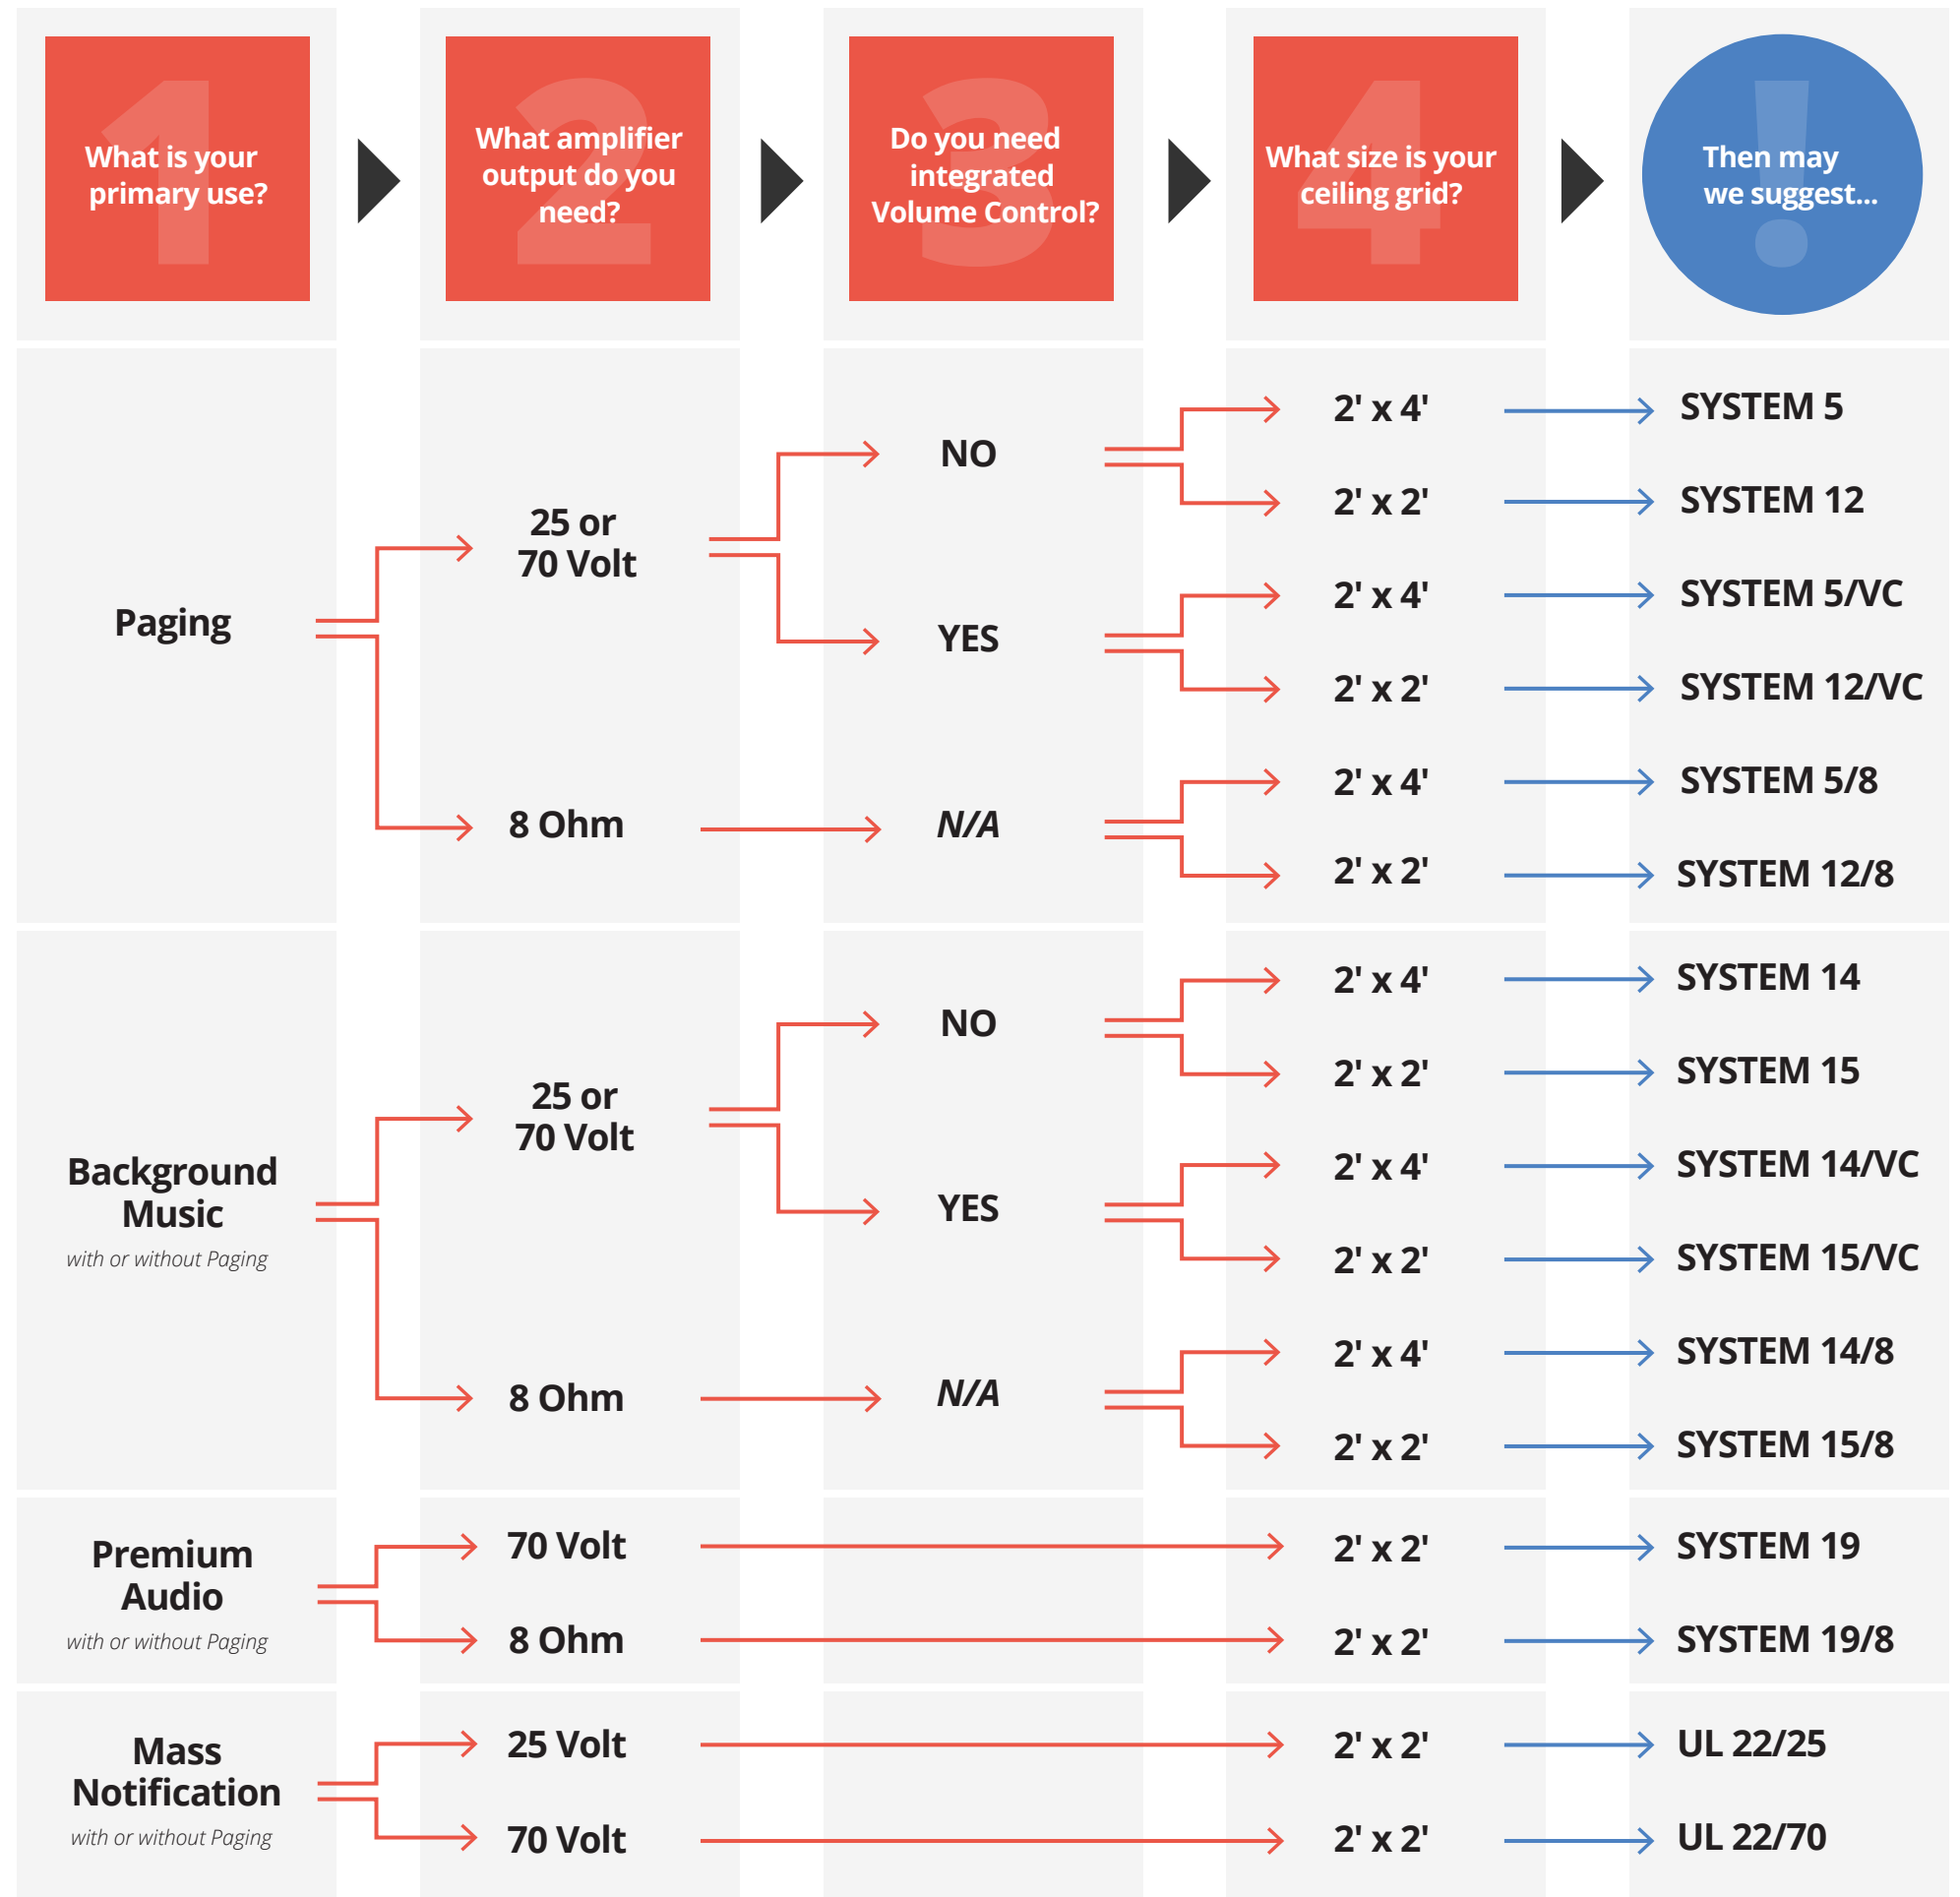 1
What is your
primary use?
2
What amplifier
output do you
need?
3
Do you need
integrated
Volume Control?
4
What size is your
ceiling grid?
!
Then may
we suggest...
Paging
25 or
70 Volt
NO
2' x 4'
SYSTEM 5
2' x 2'
SYSTEM 12
YES
2' x 4'
SYSTEM 5/VC
2' x 2'
SYSTEM 12/VC
8 Ohm
N/A
2' x 4'
SYSTEM 5/8
2' x 2'
SYSTEM 12/8
Background
Music
with or without Paging
25 or
70 Volt
NO
2' x 4'
SYSTEM 14
2' x 2'
SYSTEM 15
YES
2' x 4'
SYSTEM 14/VC
2' x 2'
SYSTEM 15/VC
8 Ohm
N/A
2' x 4'
SYSTEM 14/8
2' x 2'
SYSTEM 15/8
Premium
Audio
with or without Paging
70 Volt
2' x 2'
SYSTEM 19
8 Ohm
2' x 2'
SYSTEM 19/8
Mass
Notification
with or without Paging
25 Volt
2' x 2'
UL 22/25
70 Volt
2' x 2'
UL 22/70